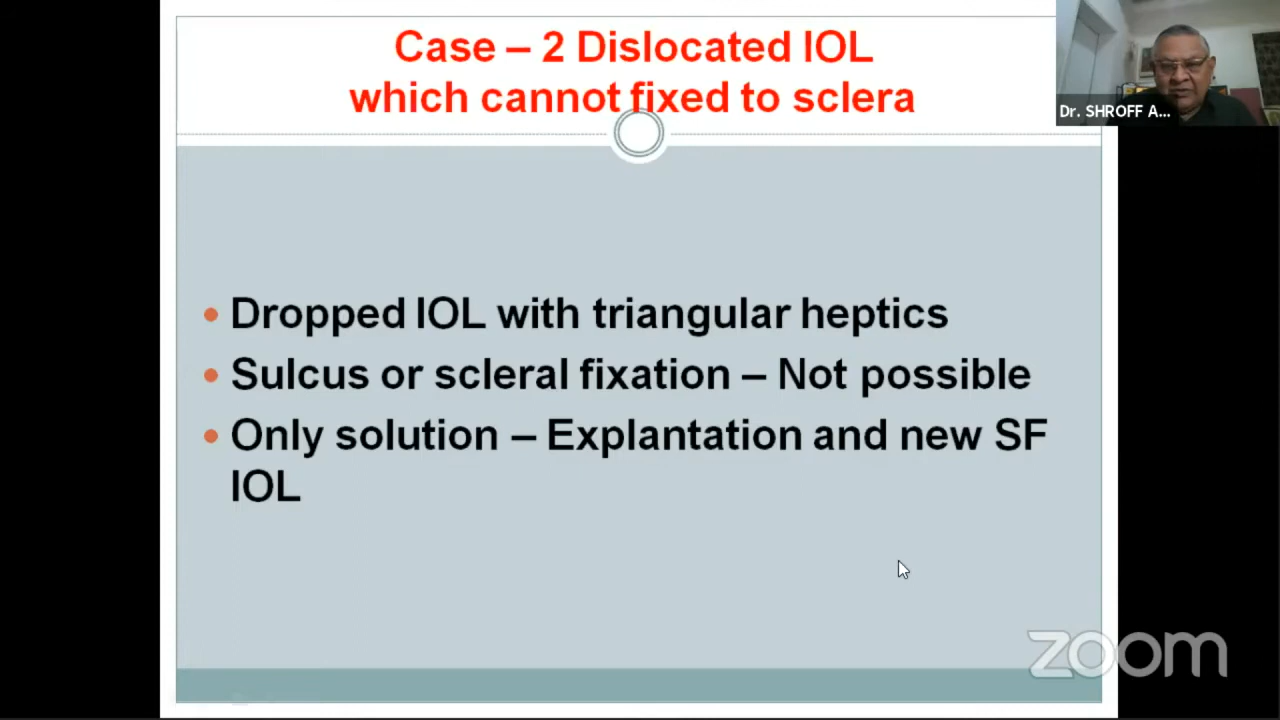 Case – 2 Dislocated IOL
which cannot fixed to sclera
Dr. SHROFF A...
• Dropped IOL with triangular heptics
• Sulcus or scleral fixation – Not possible
• Only solution – Explantation and new SF
IOL
zoom